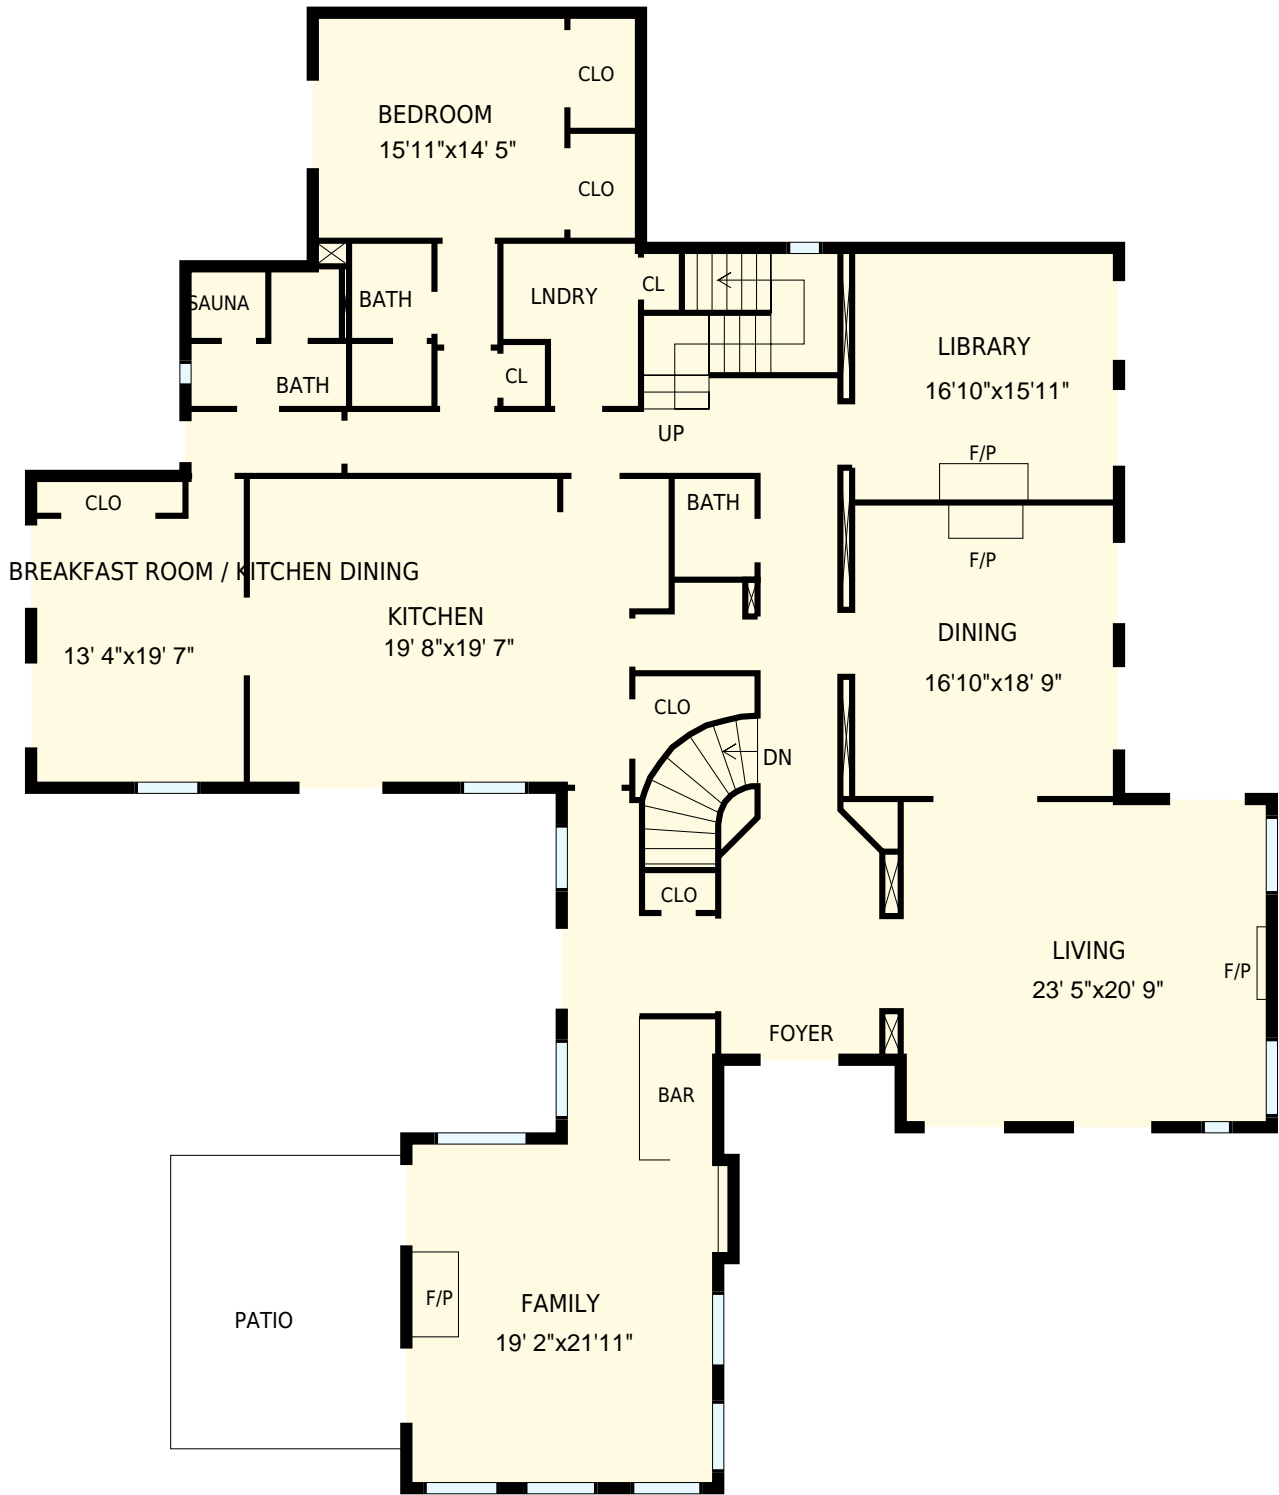 CLO
BEDROOM
15'11"x14' 5"
CLO
SAUNA
BATH
LNDRY
CL
LIBRARY
16'10"x15'11"
BATH
CL
UP
F/P
CLO
BATH
F/P
BREAKFAST ROOM / KITCHEN DINING
KITCHEN
19' 8"x19' 7"
13' 4"x19' 7"
DINING
16'10"x18' 9"
CLO
DN
CLO
LIVING
23' 5"x20' 9"
F/P
FOYER
BAR
F/P
FAMILY
19' 2"x21'11"
PATIO